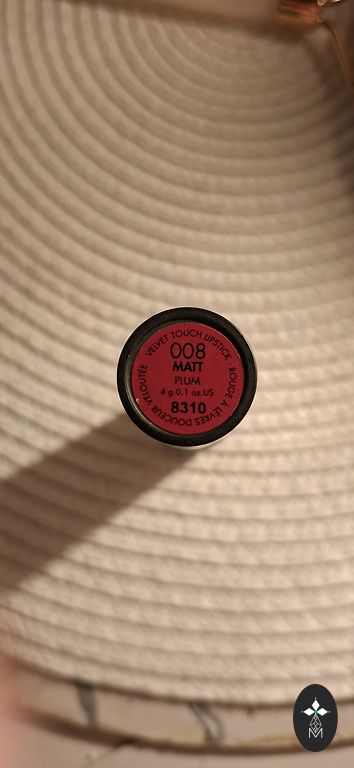 VELVET TOUCH LIPSTICK · ROUGE À LÈVRES DOUCEUR VELOUTÉE
008
MATT
PLUM
4 g 0.1 oz.US
8310
M